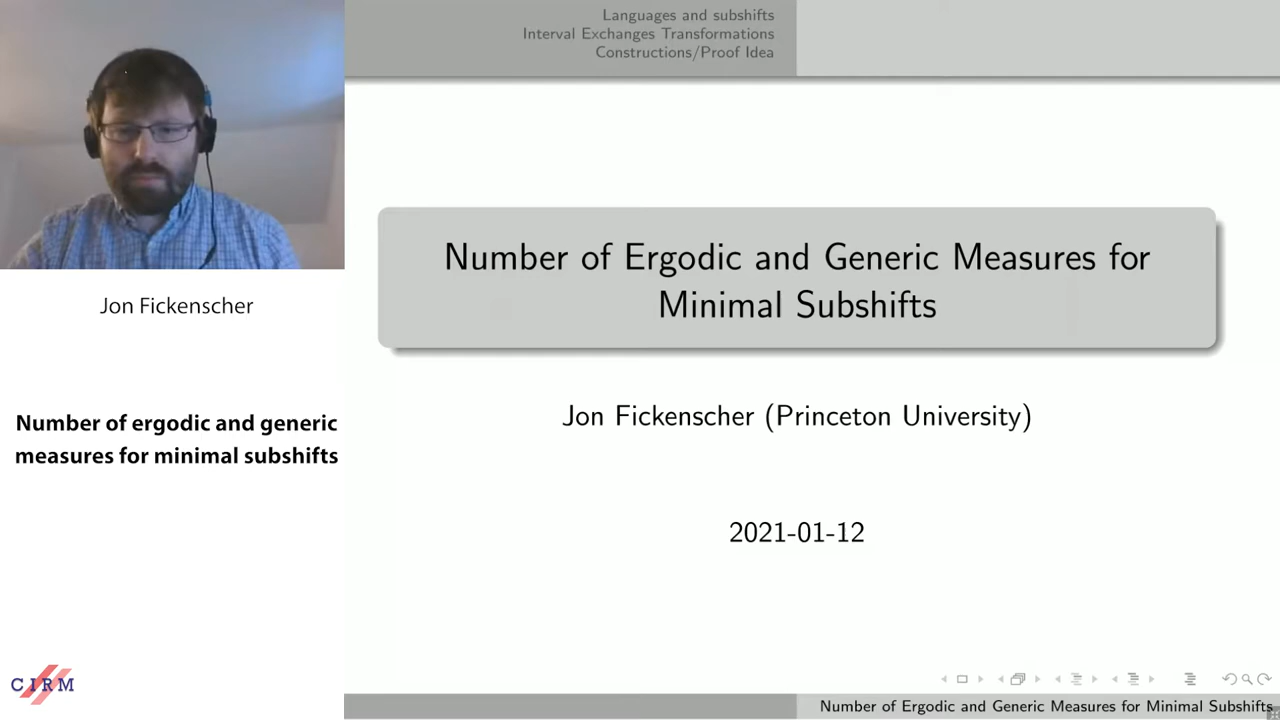 Languages and subshifts
Interval Exchanges Transformations
Constructions/Proof Idea
Number of Ergodic and Generic Measures for
Minimal Subshifts
Jon Fickenscher
Number of ergodic and generic
measures for minimal subshifts
Jon Fickenscher (Princeton University)
2021-01-12
CIRM
Number of Ergodic and Generic Measures for Minimal Subshifts